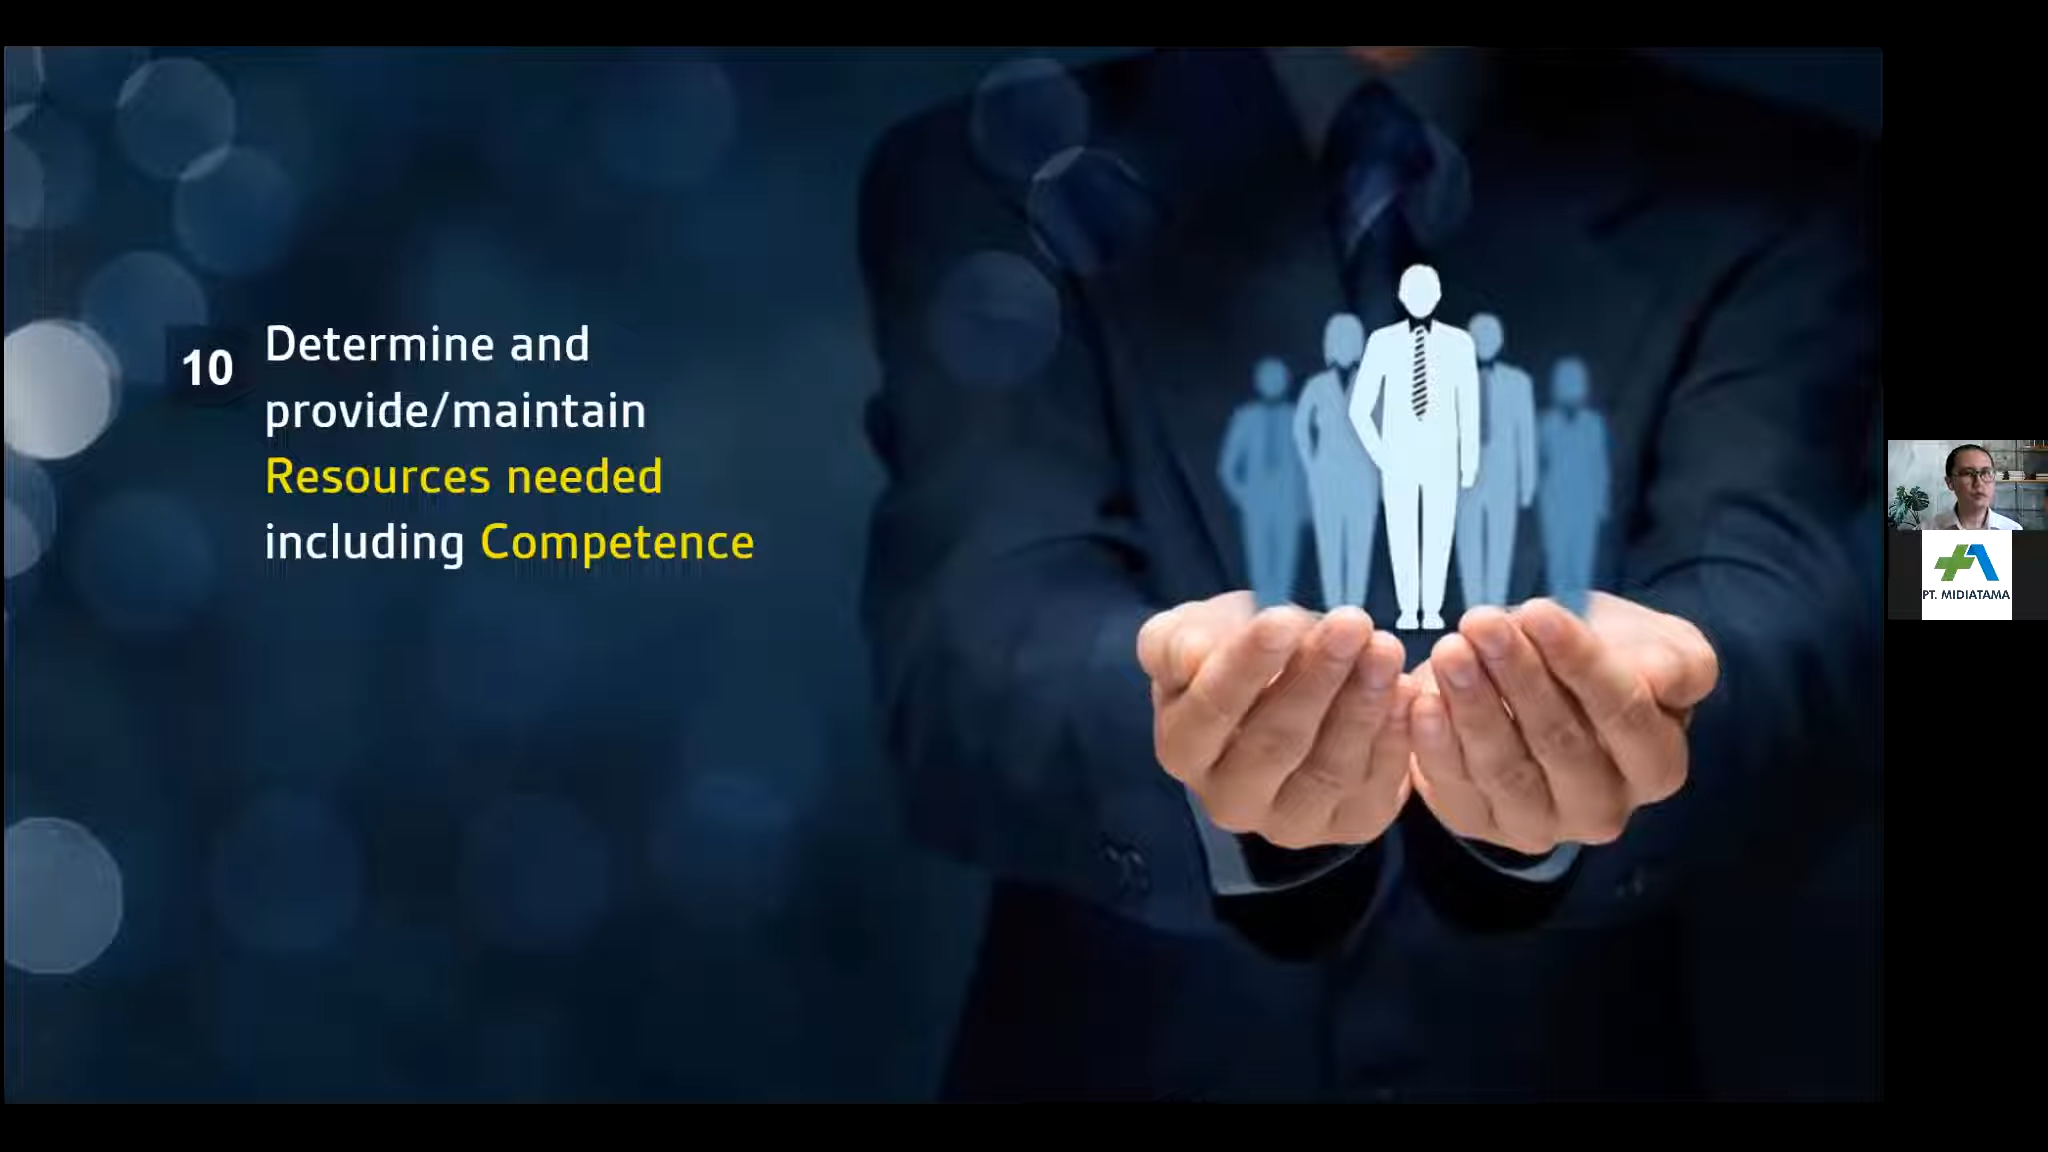 10
Determine and
provide/maintain
Resources needed
including Competence
PT. MIDIATAMA